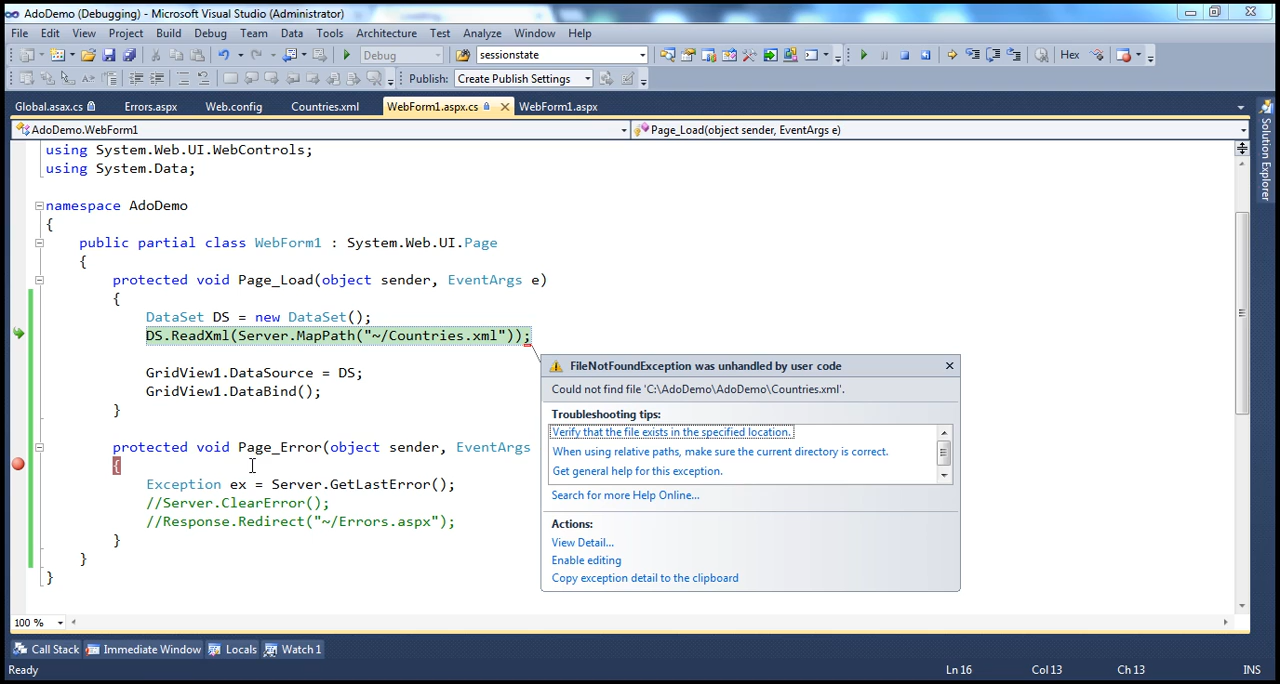 AdoDemo (Debugging) - Microsoft Visual Studio (Administrator)
File Edit View Project Build Debug Team Data Tools Architecture Test Analyze Window Help
Debug sessionstate Hex
Publish: Create Publish Settings
Global.asax.cs Errors.aspx Web.config Countries.xml WebForm1.aspx.cs WebForm1.aspx
AdoDemo.WebForm1 Page_Load(object sender, EventArgs e)
Solution Explorer
using System.Web.UI.WebControls;
using System.Data;
namespace AdoDemo
{
public partial class WebForm1 : System.Web.UI.Page
{
protected void Page_Load(object sender, EventArgs e)
{
DataSet DS = new DataSet();
DS.ReadXml(Server.MapPath("~/Countries.xml"));
GridView1.DataSource = DS;
GridView1.DataBind();
}
protected void Page_Error(object sender, EventArgs
{
Exception ex = Server.GetLastError();
//Server.ClearError();
//Response.Redirect("~/Errors.aspx");
}
}
}
FileNotFoundException was unhandled by user code
Could not find file 'C:\AdoDemo\AdoDemo\Countries.xml'.
Troubleshooting tips:
Verify that the file exists in the specified location.
When using relative paths, make sure the current directory is correct.
Get general help for this exception.
Search for more Help Online...
Actions:
View Detail...
Enable editing
Copy exception detail to the clipboard
100 %
Call Stack Immediate Window Locals Watch 1
Ready Ln 16 Col 13 Ch 13 INS